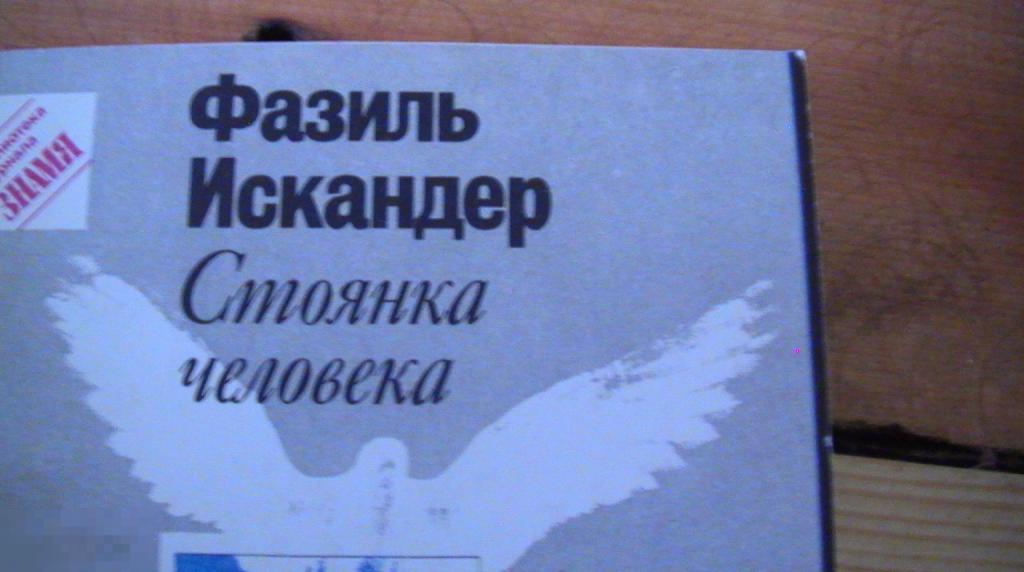 Фазиль
Искандер
Стоянка
человека
ЗНАМЯ